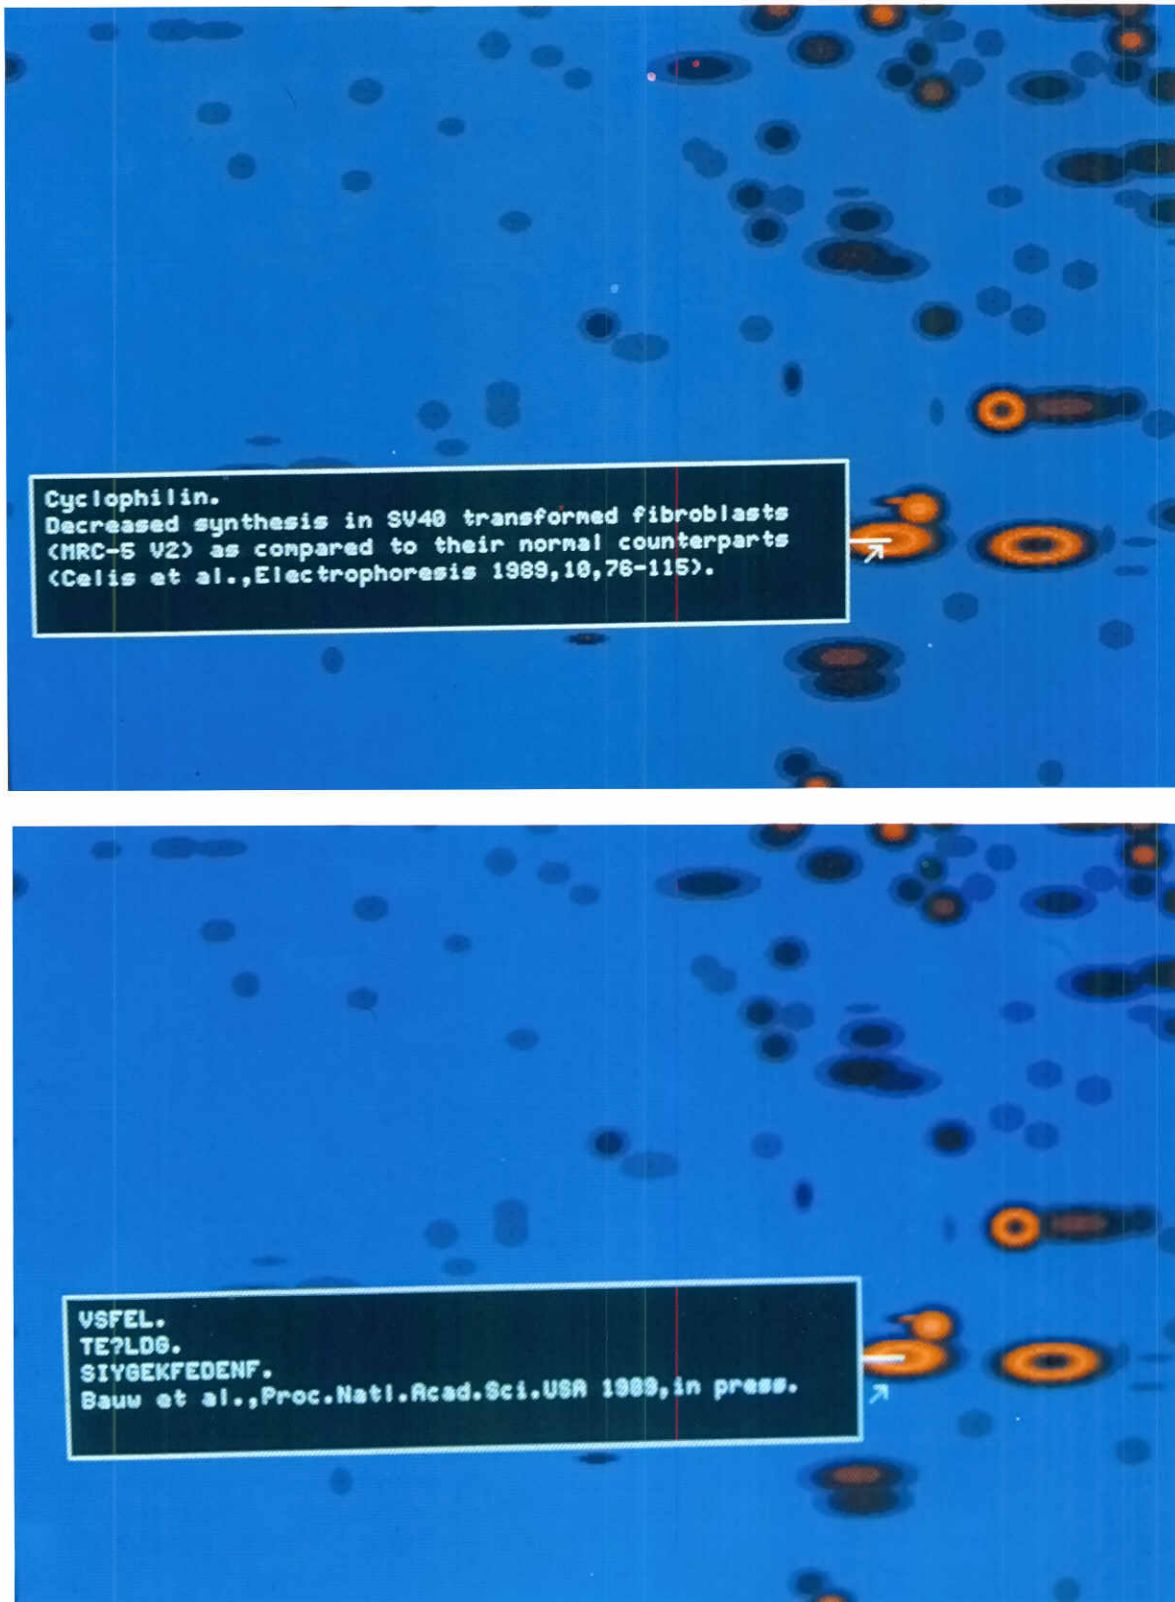 Cyclophilin.
Decreased synthesis in SV40 transformed fibroblasts
(MRC-5 V2) as compared to their normal counterparts
(Celis et al.,Electrophoresis 1989,10,76-115).
VSFEL.
TE?LDG.
SIYGEKFEDENF.
Bauw et al.,Proc.Natl.Acad.Sci.USA 1989,in press.